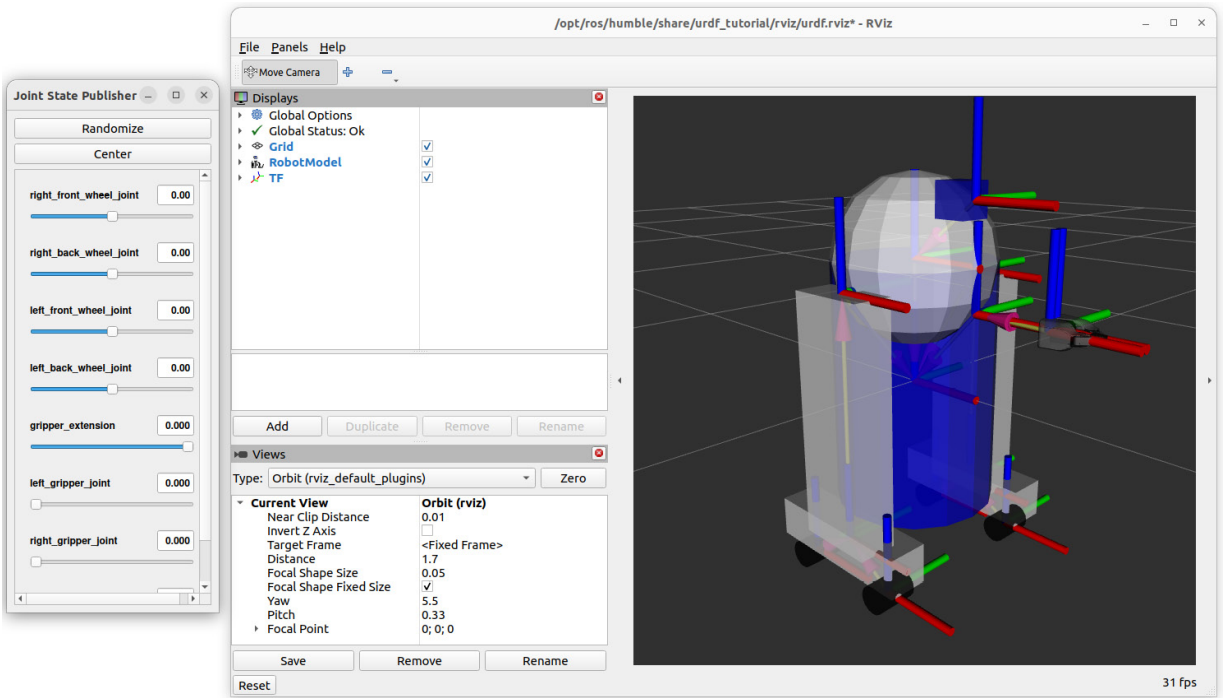 /opt/ros/humble/share/urdf_tutorial/rviz/urdf.rviz* - RViz
File Panels Help
Move Camera
Joint State Publisher
Randomize
Center
right_front_wheel_joint 0.00
right_back_wheel_joint 0.00
left_front_wheel_joint 0.00
left_back_wheel_joint 0.00
gripper_extension 0.000
left_gripper_joint 0.000
right_gripper_joint 0.000
Displays
Global Options
Global Status: Ok
Grid
RobotModel
TF
Add Duplicate Remove Rename
Views
Type: Orbit (rviz_default_plugins) Zero
Current View Orbit (rviz)
Near Clip Distance 0.01
Invert Z Axis
Target Frame <Fixed Frame>
Distance 1.7
Focal Shape Size 0.05
Focal Shape Fixed Size
Yaw 5.5
Pitch 0.33
Focal Point 0; 0; 0
Save Remove Rename
Reset
31 fps